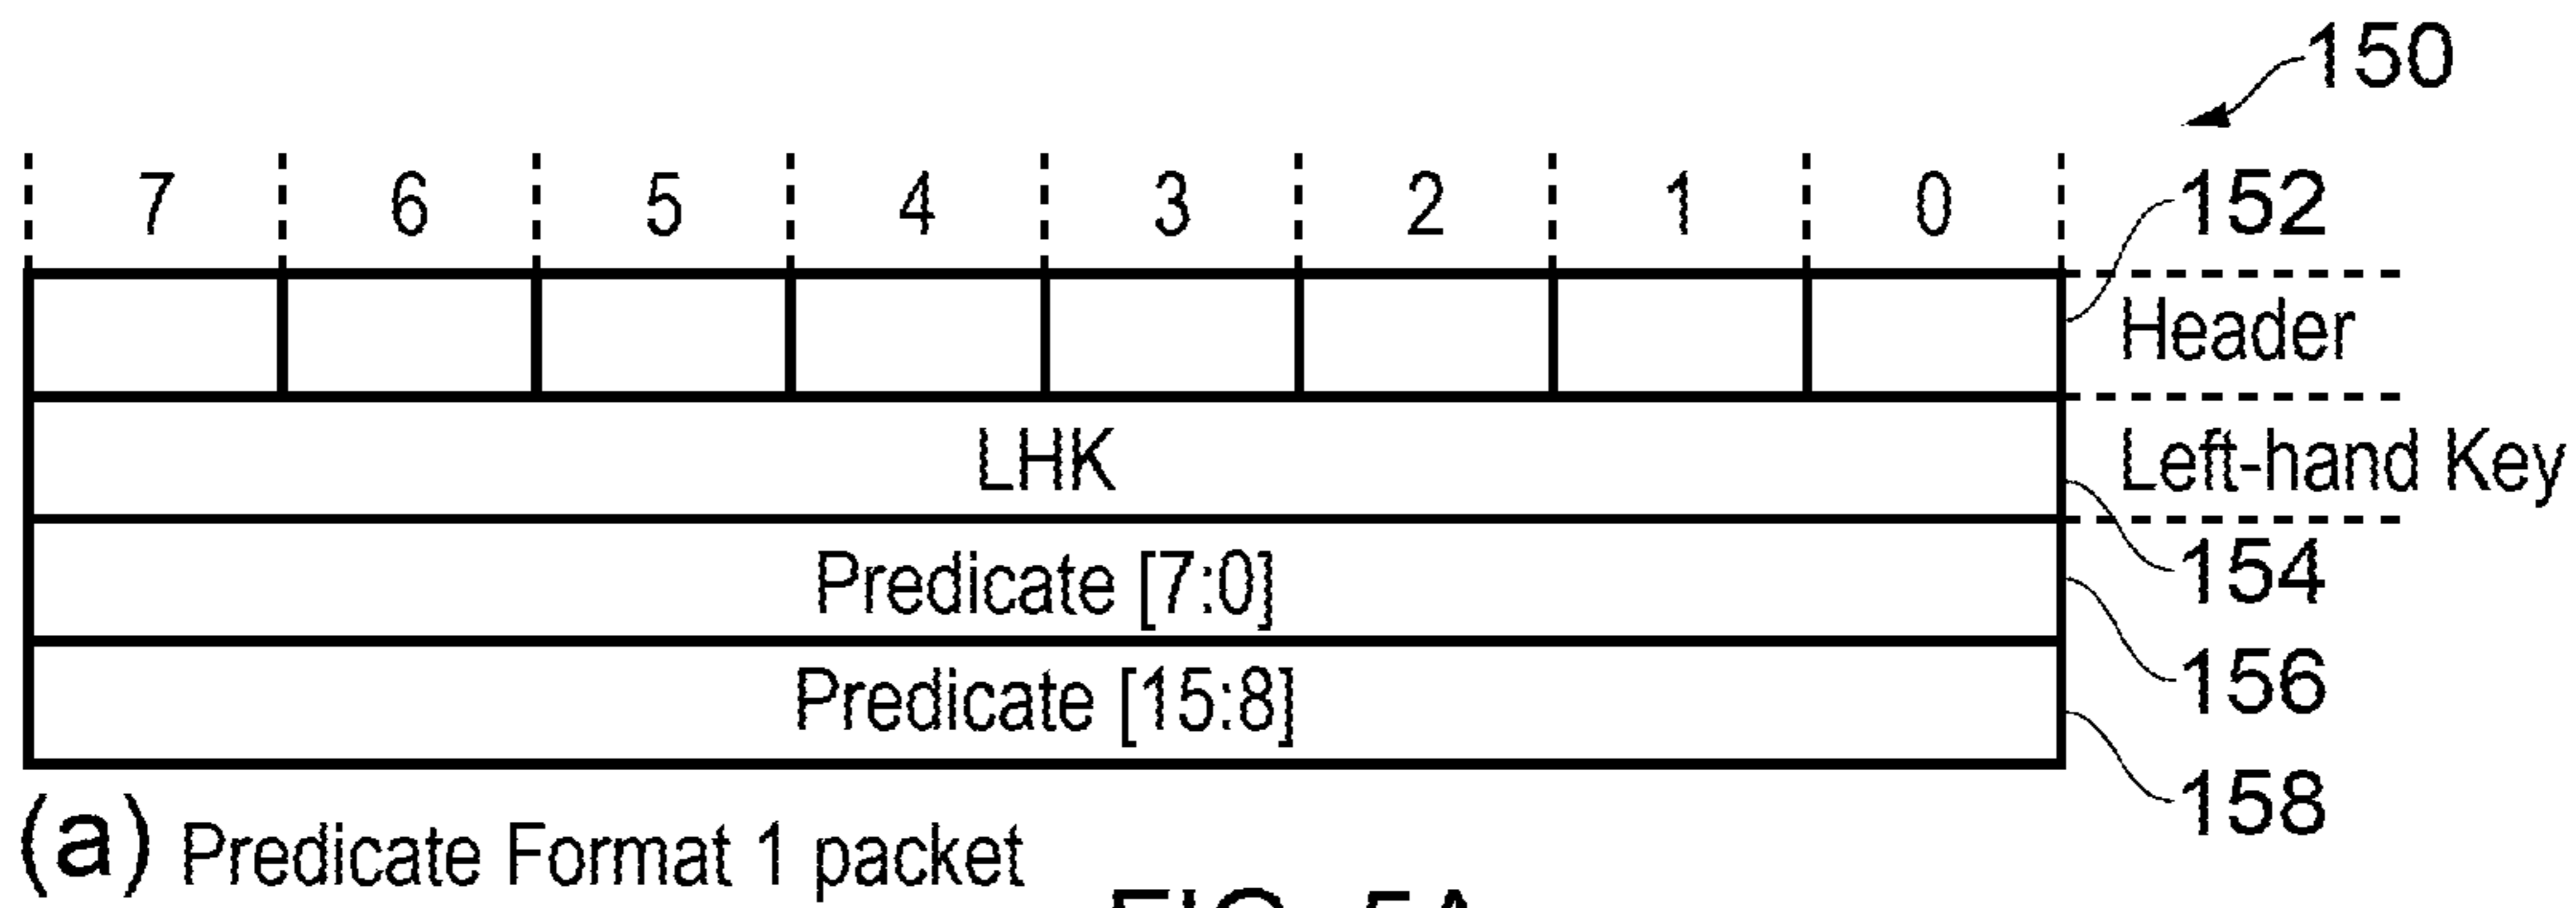 150
7 6 5 4 3 2 1 0 152
Header
LHK Left-hand Key
Predicate [7:0] 154
156
Predicate [15:8]
158
(a) Predicate Format 1 packet